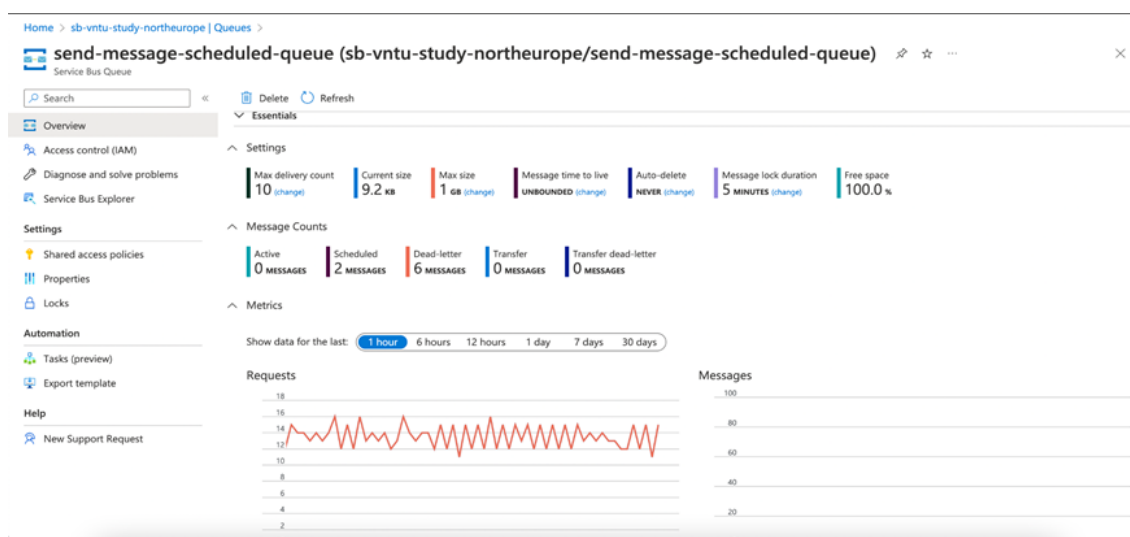 Home > sb-vntu-study-northeurope | Queues >
send-message-scheduled-queue (sb-vntu-study-northeurope/send-message-scheduled-queue)
Service Bus Queue
Search
Delete Refresh
Overview
Access control (IAM)
Diagnose and solve problems
Service Bus Explorer
Settings
Shared access policies
Properties
Locks
Automation
Tasks (preview)
Export template
Help
New Support Request
Essentials
Settings
Max delivery count Current size Max size Message time to live Auto-delete Message lock duration Free space
10 (change) 9.2 KB 1 GB (change) UNBOUNDED (change) NEVER (change) 5 MINUTES (change) 100.0 %
Message Counts
Active Scheduled Dead-letter Transfer Transfer dead-letter
0 MESSAGES 2 MESSAGES 6 MESSAGES 0 MESSAGES 0 MESSAGES
Metrics
Show data for the last: 1 hour 6 hours 12 hours 1 day 7 days 30 days
Requests
18
16
14
12
10
8
6
4
2
Messages
100
80
60
40
20